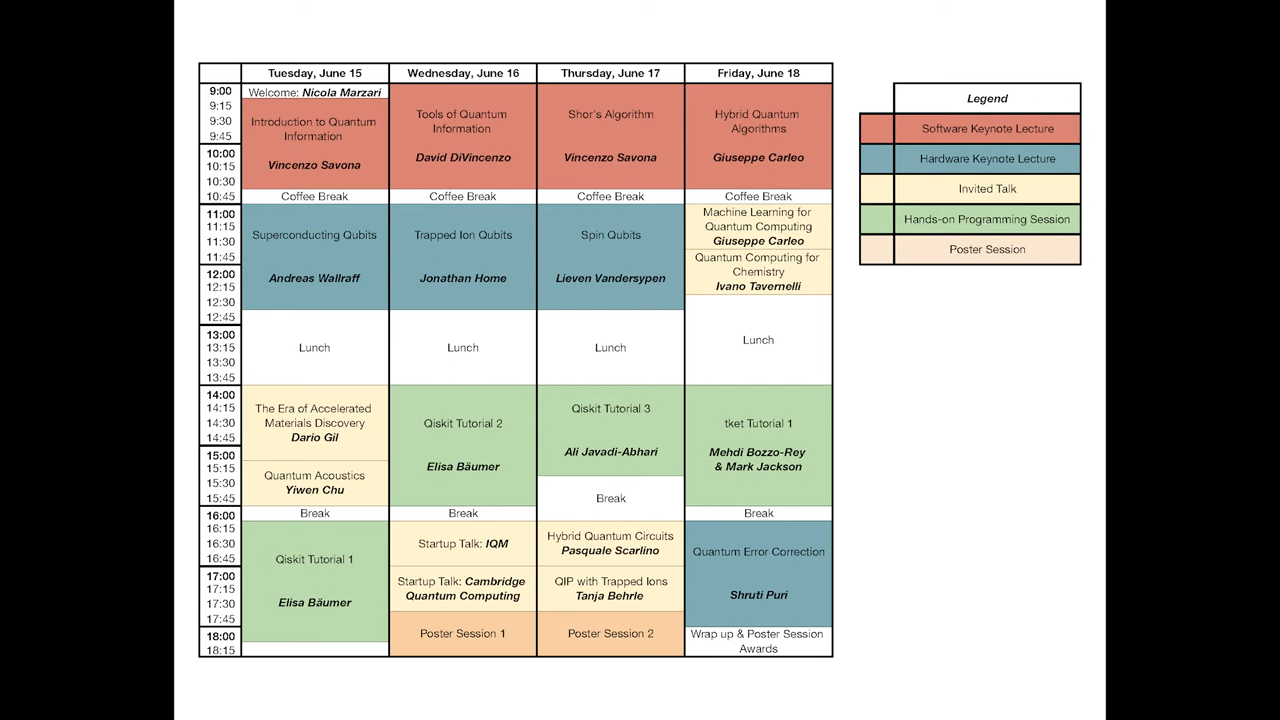 Tuesday, June 15
Wednesday, June 16
Thursday, June 17
Friday, June 18
9:00
9:15
9:30
9:45
10:00
10:15
10:30
10:45
11:00
11:15
11:30
11:45
12:00
12:15
12:30
12:45
13:00
13:15
13:30
13:45
14:00
14:15
14:30
14:45
15:00
15:15
15:30
15:45
16:00
16:15
16:30
16:45
17:00
17:15
17:30
17:45
18:00
18:15
Welcome: Nicola Marzari
Introduction to Quantum
Information
Vincenzo Savona
Coffee Break
Superconducting Qubits
Andreas Wallraff
Lunch
The Era of Accelerated
Materials Discovery
Dario Gil
Quantum Acoustics
Yiwen Chu
Break
Qiskit Tutorial 1
Elisa Bäumer
Tools of Quantum
Information
David DiVincenzo
Coffee Break
Trapped Ion Qubits
Jonathan Home
Lunch
Qiskit Tutorial 2
Elisa Bäumer
Break
Startup Talk: IQM
Startup Talk: Cambridge
Quantum Computing
Poster Session 1
Shor's Algorithm
Vincenzo Savona
Coffee Break
Spin Qubits
Lieven Vandersypen
Lunch
Qiskit Tutorial 3
Ali Javadi-Abhari
Break
Hybrid Quantum Circuits
Pasquale Scarlino
QIP with Trapped Ions
Tanja Behrle
Poster Session 2
Hybrid Quantum
Algorithms
Giuseppe Carleo
Coffee Break
Machine Learning for
Quantum Computing
Giuseppe Carleo
Quantum Computing for
Chemistry
Ivano Tavernelli
Lunch
tket Tutorial 1
Mehdi Bozzo-Rey
& Mark Jackson
Break
Quantum Error Correction
Shruti Puri
Wrap up & Poster Session
Awards
Legend
Software Keynote Lecture
Hardware Keynote Lecture
Invited Talk
Hands-on Programming Session
Poster Session